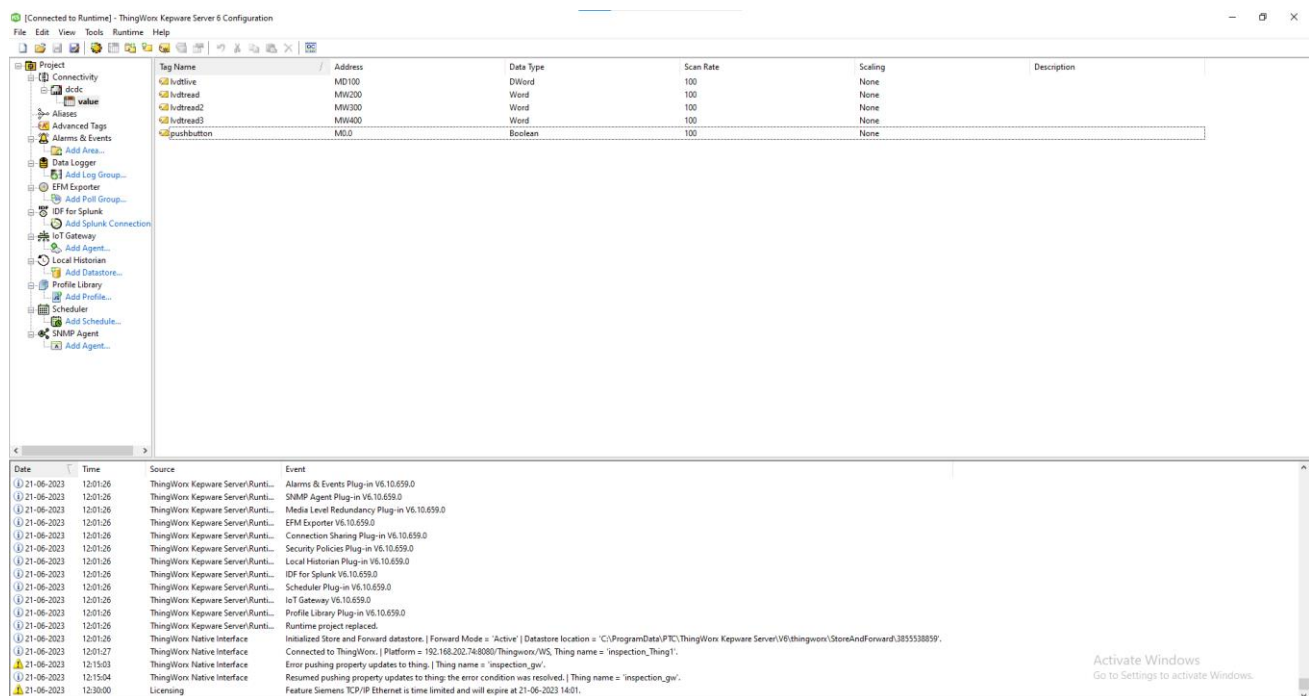 [Connected to Runtime] - ThingWorx Kepware Server 6 Configuration
File Edit View Tools Runtime Help
Project
Connectivity
dcdc
value
Aliases
Advanced Tags
Alarms & Events
Add Area...
Data Logger
Add Log Group...
EFM Exporter
Add Poll Group...
IDF for Splunk
Add Splunk Connection
IoT Gateway
Add Agent...
Local Historian
Add Datastore...
Profile Library
Add Profile...
Scheduler
Add Schedule...
SNMP Agent
Add Agent...
Tag Name Address Data Type Scan Rate Scaling Description
lvdtlive MD100 DWord 100 None
lvdtread MW200 Word 100 None
lvdtread2 MW300 Word 100 None
lvdtread3 MW400 Word 100 None
pushbutton M0.0 Boolean 100 None
Date Time Source Event
21-06-2023 12:01:26 ThingWorx Kepware Server\Runti... Alarms & Events Plug-in V6.10.659.0
21-06-2023 12:01:26 ThingWorx Kepware Server\Runti... SNMP Agent Plug-in V6.10.659.0
21-06-2023 12:01:26 ThingWorx Kepware Server\Runti... Media Level Redundancy Plug-in V6.10.659.0
21-06-2023 12:01:26 ThingWorx Kepware Server\Runti... EFM Exporter V6.10.659.0
21-06-2023 12:01:26 ThingWorx Kepware Server\Runti... Connection Sharing Plug-in V6.10.659.0
21-06-2023 12:01:26 ThingWorx Kepware Server\Runti... Security Policies Plug-in V6.10.659.0
21-06-2023 12:01:26 ThingWorx Kepware Server\Runti... Local Historian Plug-in V6.10.659.0
21-06-2023 12:01:26 ThingWorx Kepware Server\Runti... IDF for Splunk V6.10.659.0
21-06-2023 12:01:26 ThingWorx Kepware Server\Runti... Scheduler Plug-in V6.10.659.0
21-06-2023 12:01:26 ThingWorx Kepware Server\Runti... IoT Gateway V6.10.659.0
21-06-2023 12:01:26 ThingWorx Kepware Server\Runti... Profile Library Plug-in V6.10.659.0
21-06-2023 12:01:26 ThingWorx Kepware Server\Runti... Runtime project replaced.
21-06-2023 12:01:26 ThingWorx Native Interface Initialized Store and Forward datastore. | Forward Mode = 'Active' | Datastore location = 'C:\ProgramData\PTC\ThingWorx Kepware Server\V6\thingworx\StoreAndForward\3855538859'.
21-06-2023 12:01:27 ThingWorx Native Interface Connected to ThingWorx. | Platform = 192.168.202.74:8080/Thingworx/WS, Thing name = 'inspection_Thing1'.
21-06-2023 12:15:03 ThingWorx Native Interface Error pushing property updates to thing. | Thing name = 'inspection_gw'.
21-06-2023 12:15:04 ThingWorx Native Interface Resumed pushing property updates to thing: the error condition was resolved. | Thing name = 'inspection_gw'.
21-06-2023 12:30:00 Licensing Feature Siemens TCP/IP Ethernet is time limited and will expire at 21-06-2023 14:01.
Activate Windows
Go to Settings to activate Windows.